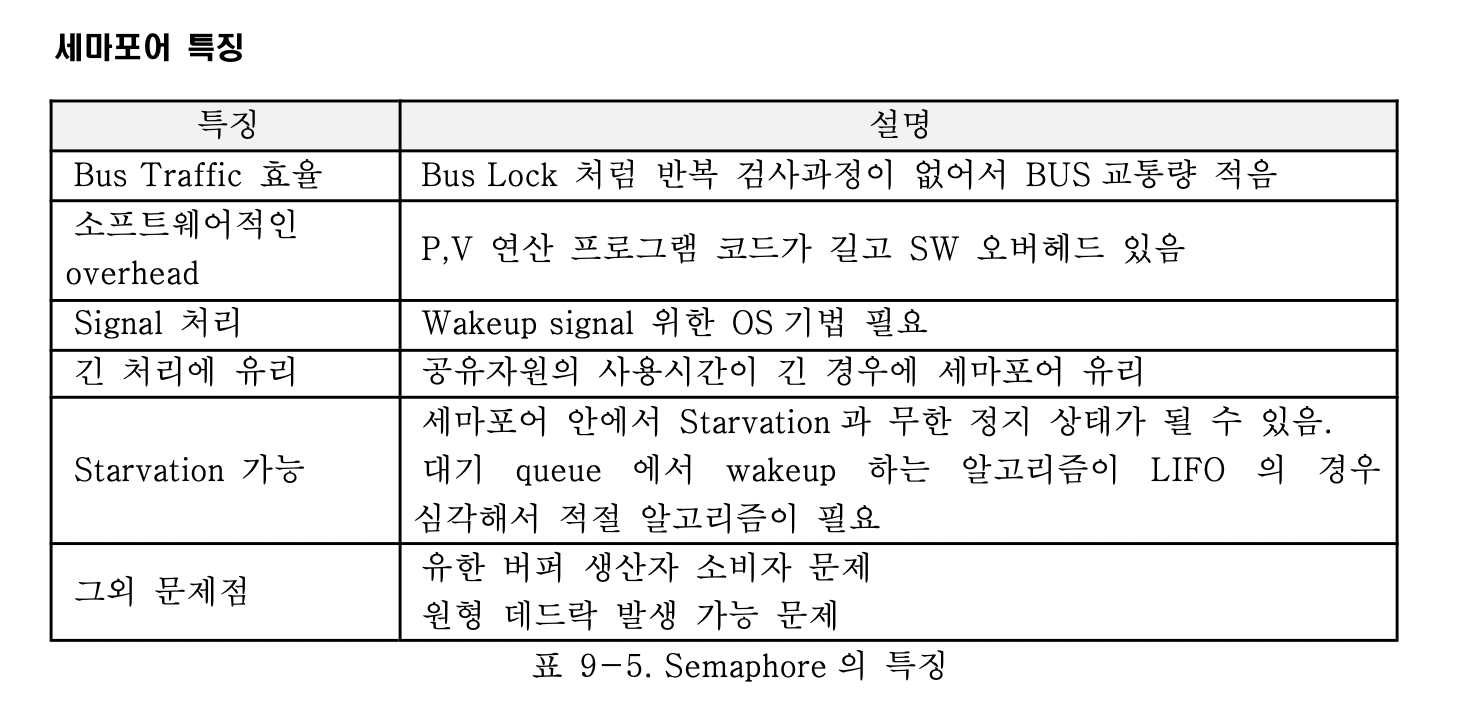 세마포어 특징
특징 설명
Bus Traffic 효율 Bus Lock 처럼 반복 검사과정이 없어서 BUS 교통량 적음
소프트웨어적인
overhead
P,V 연산 프로그램 코드가 길고 SW 오버헤드 있음
Signal 처리 Wakeup signal 위한 OS 기법 필요
긴 처리에 유리 공유자원의 사용시간이 긴 경우에 세마포어 유리
Starvation 가능
세마포어 안에서 Starvation 과 무한 정지 상태가 될 수 있음.
대기 queue 에서 wakeup 하는 알고리즘이 LIFO 의 경우
심각해서 적절 알고리즘이 필요
그외 문제점
유한 버퍼 생산자 소비자 문제
원형 데드락 발생 가능 문제
표 9-5. Semaphore 의 특징